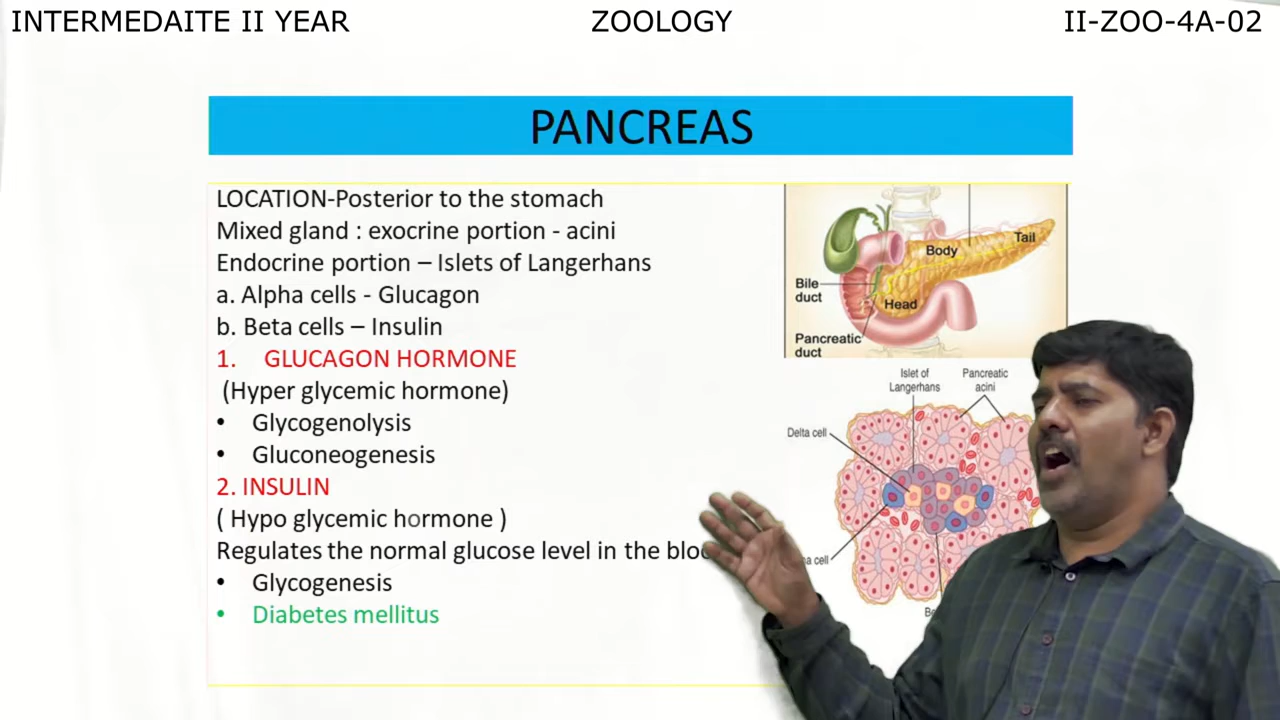 INTERMEDAITE II YEAR
ZOOLOGY
II-ZOO-4A-02
PANCREAS
LOCATION-Posterior to the stomach
Mixed gland : exocrine portion - acini
Endocrine portion – Islets of Langerhans
a. Alpha cells - Glucagon
b. Beta cells – Insulin
1. GLUCAGON HORMONE
(Hyper glycemic hormone)
• Glycogenolysis
• Gluconeogenesis
2. INSULIN
( Hypo glycemic hormone )
Regulates the normal glucose level in the
• Glycogenesis
• Diabetes mellitus
Tail
Body
Bile
duct
Head
Pancreatic
duct
Islet of
Langerhans
Pancreatic
acini
Delta cell
cell